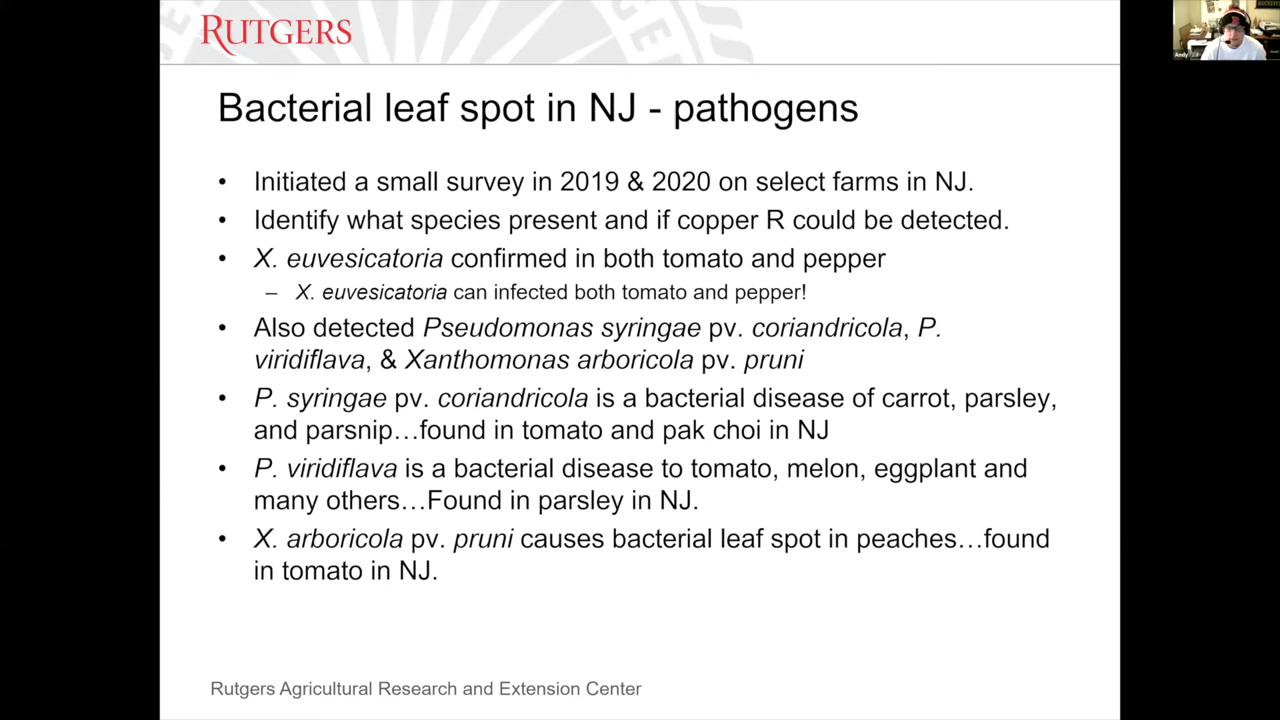 RUTGERS
Bacterial leaf spot in NJ - pathogens
• Initiated a small survey in 2019 & 2020 on select farms in NJ.
• Identify what species present and if copper R could be detected.
• X. euvesicatoria confirmed in both tomato and pepper
– X. euvesicatoria can infected both tomato and pepper!
• Also detected Pseudomonas syringae pv. coriandricola, P.
viridiflava, & Xanthomonas arboricola pv. pruni
• P. syringae pv. coriandricola is a bacterial disease of carrot, parsley,
and parsnip…found in tomato and pak choi in NJ
• P. viridiflava is a bacterial disease to tomato, melon, eggplant and
many others…Found in parsley in NJ.
• X. arboricola pv. pruni causes bacterial leaf spot in peaches…found
in tomato in NJ.
Rutgers Agricultural Research and Extension Center
Andy